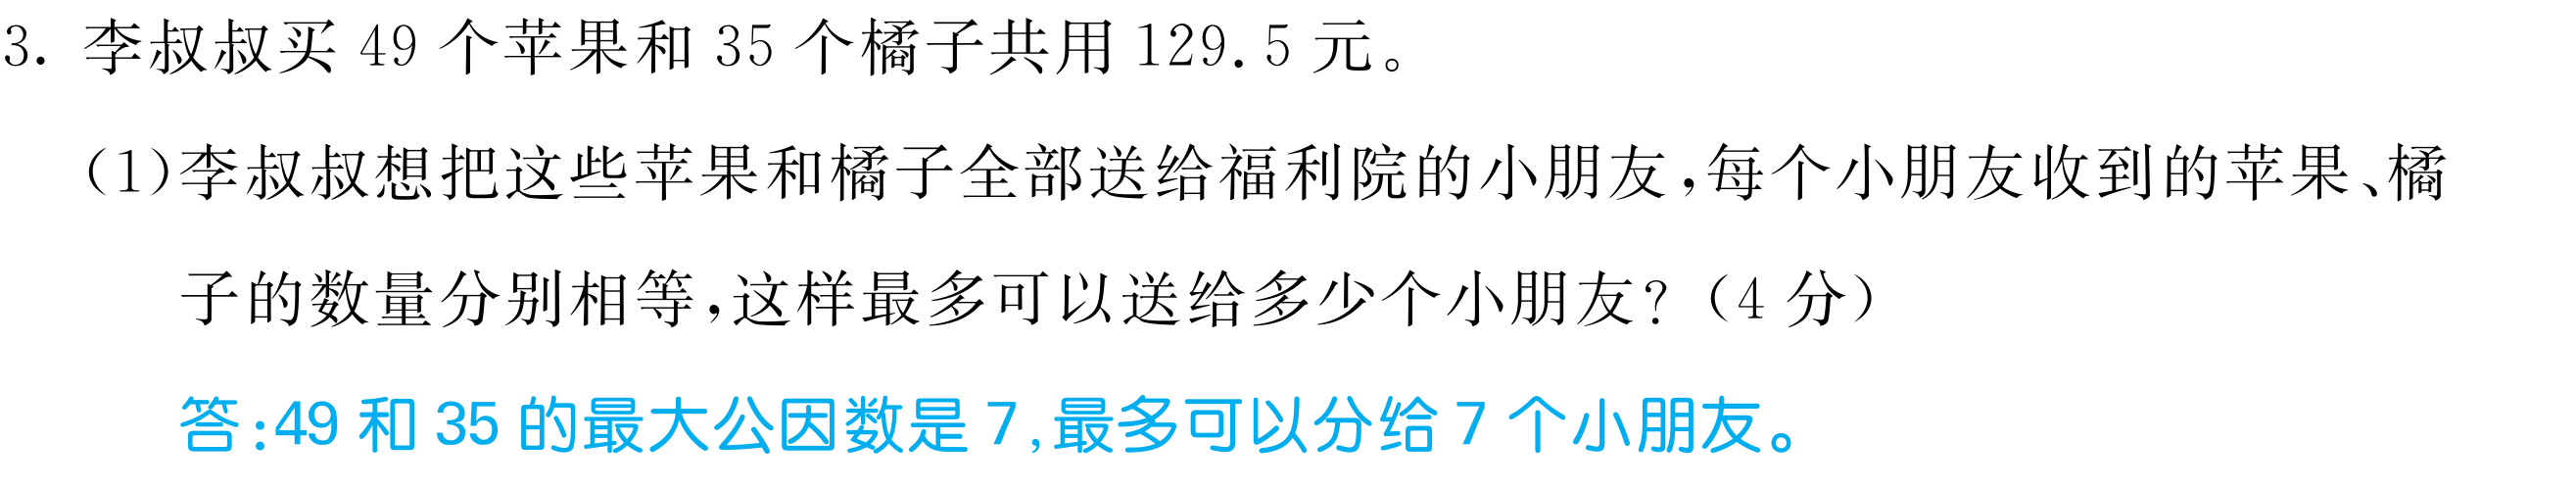 3. 李叔叔买 49 个苹果和 35 个橘子共用 129.5 元。
(1)李叔叔想把这些苹果和橘子全部送给福利院的小朋友,每个小朋友收到的苹果、橘
子的数量分别相等,这样最多可以送给多少个小朋友?(4 分)
答:49 和 35 的最大公因数是 7,最多可以分给 7 个小朋友。